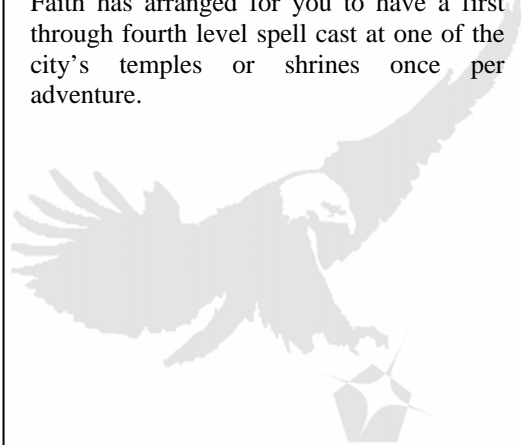 Faith has arranged for you to have a first
through fourth level spell cast at one of the
city’s temples or shrines once per
adventure.